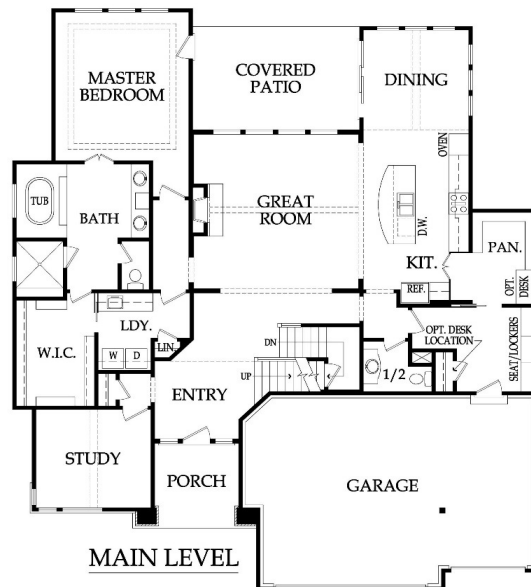 MASTER
BEDROOM
COVERED
PATIO
DINING
OVEN
TUB
BATH
GREAT
ROOM
D.W.
PAN.
KIT.
REF.
OPT.
DESK
W.I.C.
LDY.
LIN.
W D
DN
UP
OPT. DESK
LOCATION
SEAT/LOCKERS
1/2
ENTRY
STUDY
PORCH
GARAGE
MAIN LEVEL